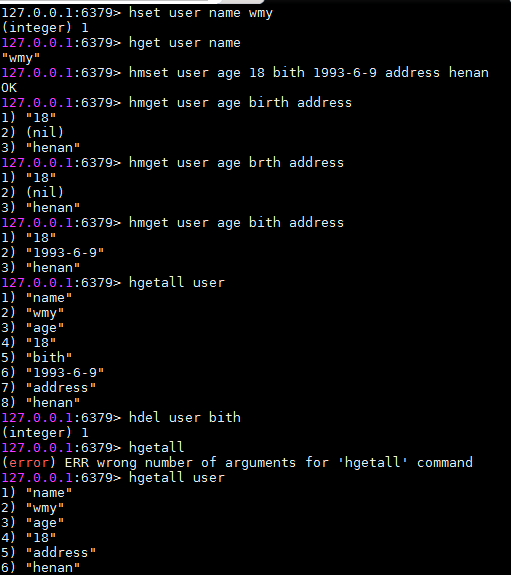 127.0.0.1:6379> hset user name wmy
(integer) 1
127.0.0.1:6379> hget user name
"wmy"
127.0.0.1:6379> hmset user age 18 bith 1993-6-9 address henan
OK
127.0.0.1:6379> hmget user age birth address
1) "18"
2) (nil)
3) "henan"
127.0.0.1:6379> hmget user age brth address
1) "18"
2) (nil)
3) "henan"
127.0.0.1:6379> hmget user age bith address
1) "18"
2) "1993-6-9"
3) "henan"
127.0.0.1:6379> hgetall user
1) "name"
2) "wmy"
3) "age"
4) "18"
5) "bith"
6) "1993-6-9"
7) "address"
8) "henan"
127.0.0.1:6379> hdel user bith
(integer) 1
127.0.0.1:6379> hgetall
(error) ERR wrong number of arguments for 'hgetall' command
127.0.0.1:6379> hgetall user
1) "name"
2) "wmy"
3) "age"
4) "18"
5) "address"
6) "henan"